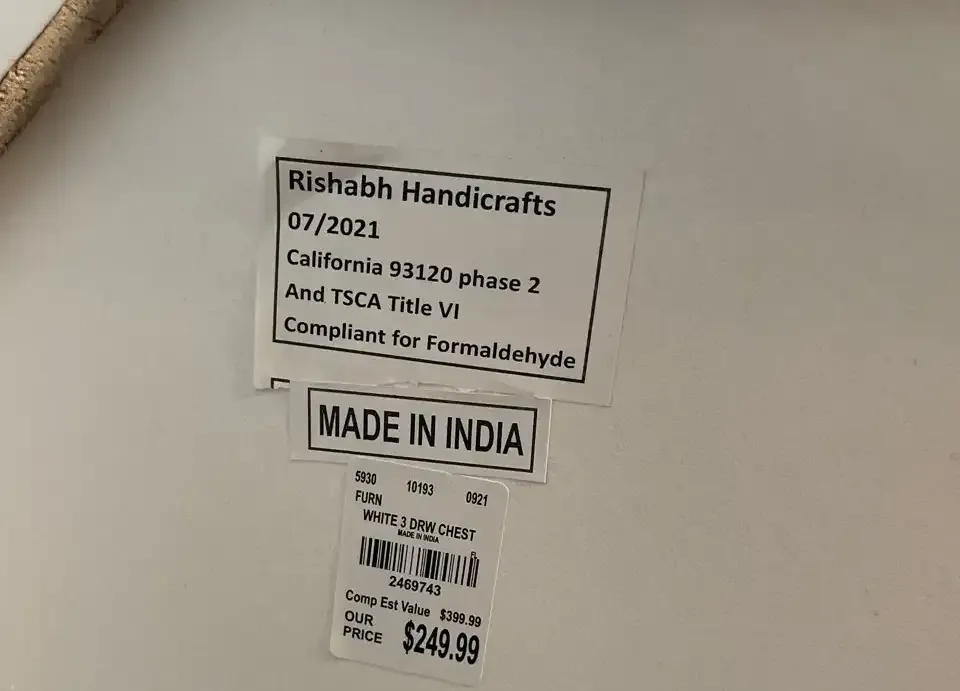 Rishabh Handicrafts
07/2021
California 93120 phase 2
And TSCA Title VI
Compliant for Formaldehyde
MADE IN INDIA
5930 10193 0921
FURN
WHITE 3 DRW CHEST
MADE IN INDIA
R
2469743
Comp Est Value $399.99
OUR
PRICE $249.99